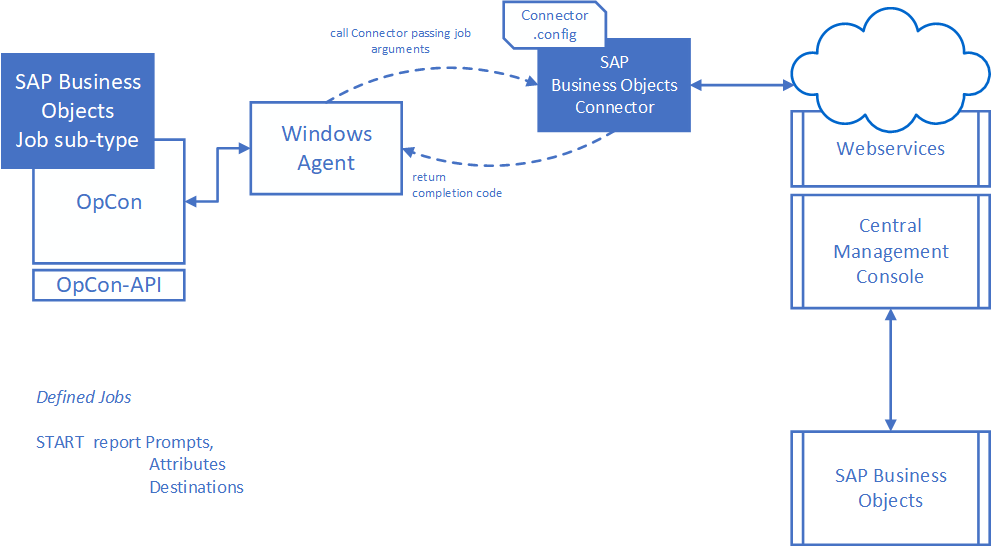 Connector
.config
call Connector passing job
arguments
SAP
Business Objects
Connector
SAP Business
Objects
Job sub-type
Windows
Agent
return
completion code
OpCon
OpCon-API
Webservices
Central
Management
Console
Defined Jobs
START report Prompts,
Attributes
Destinations
SAP Business
Objects